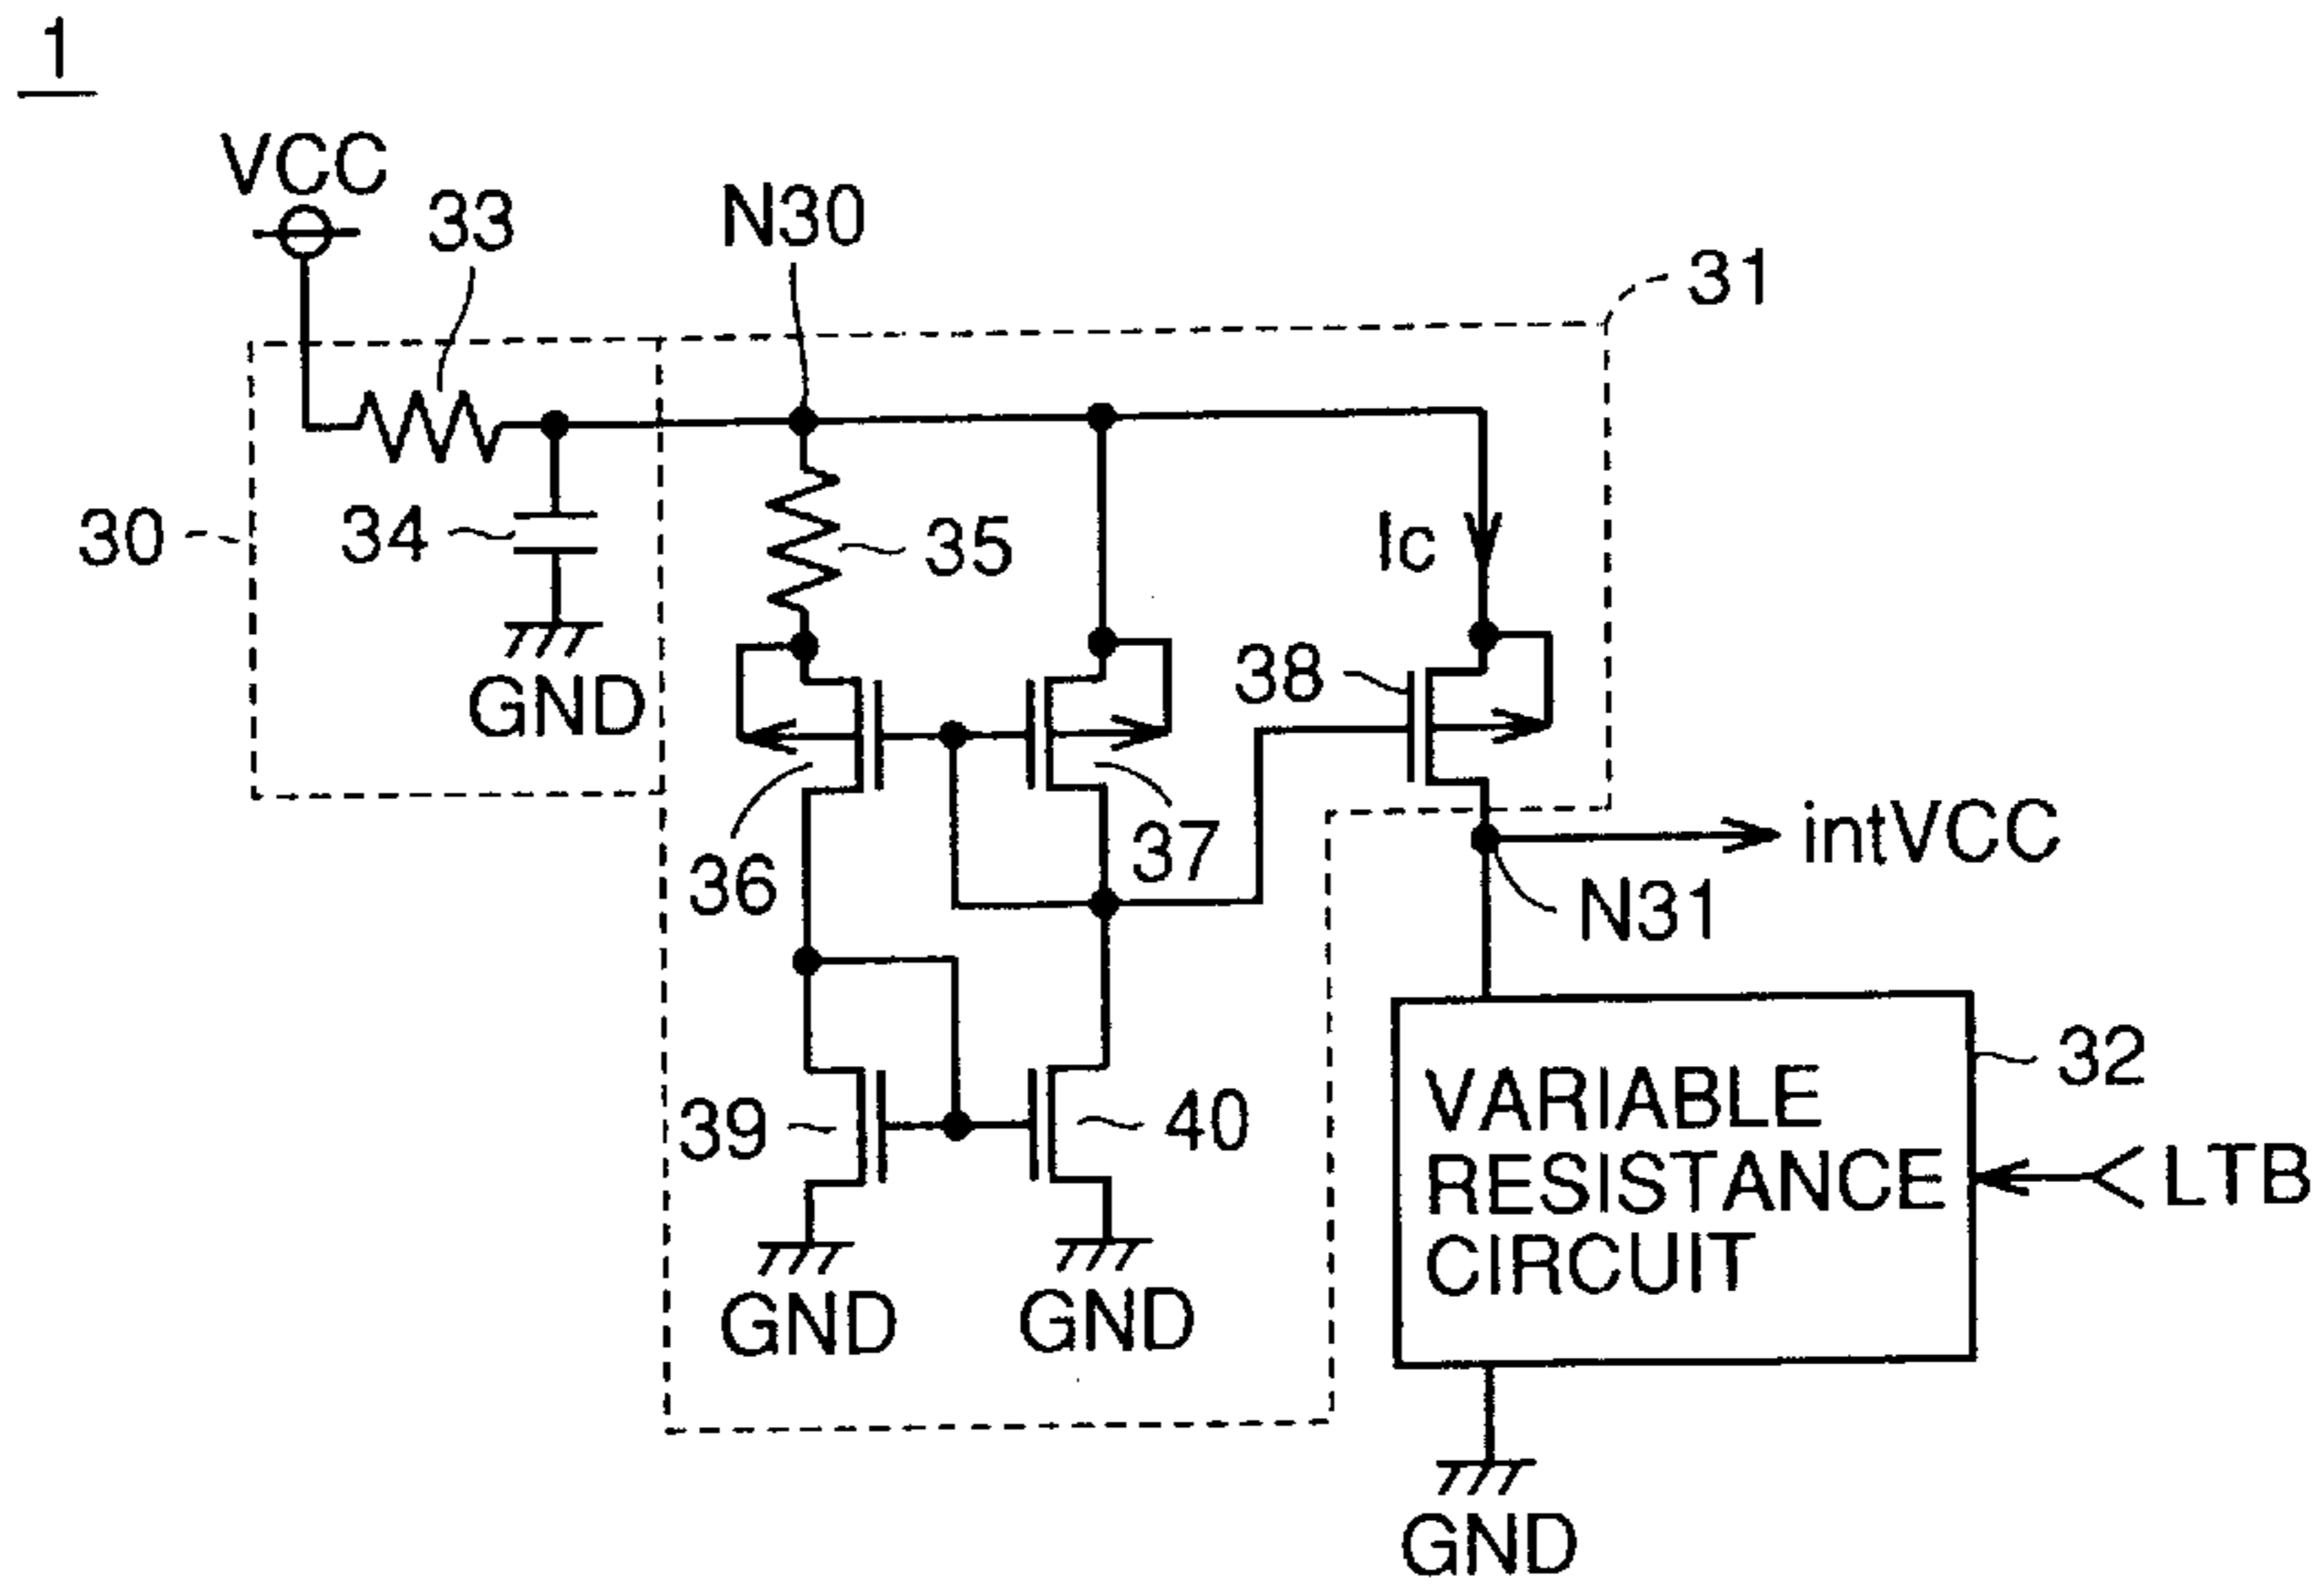 1
VCC
33
N30
31
30
34
35
Ic
GND
38
36
37
intVCC
N31
32
39
40
VARIABLE
RESISTANCE
CIRCUIT
LTB
GND
GND
GND